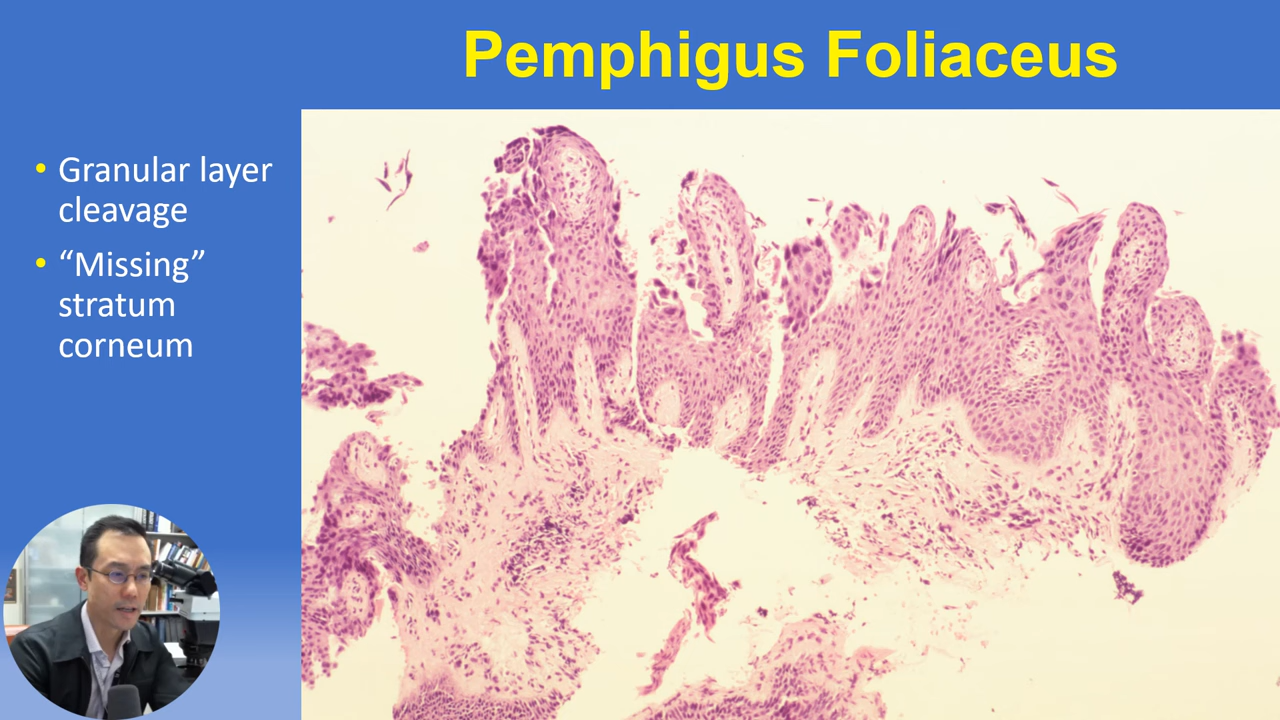 Pemphigus Foliaceus
• Granular layer
cleavage
• “Missing”
stratum
corneum